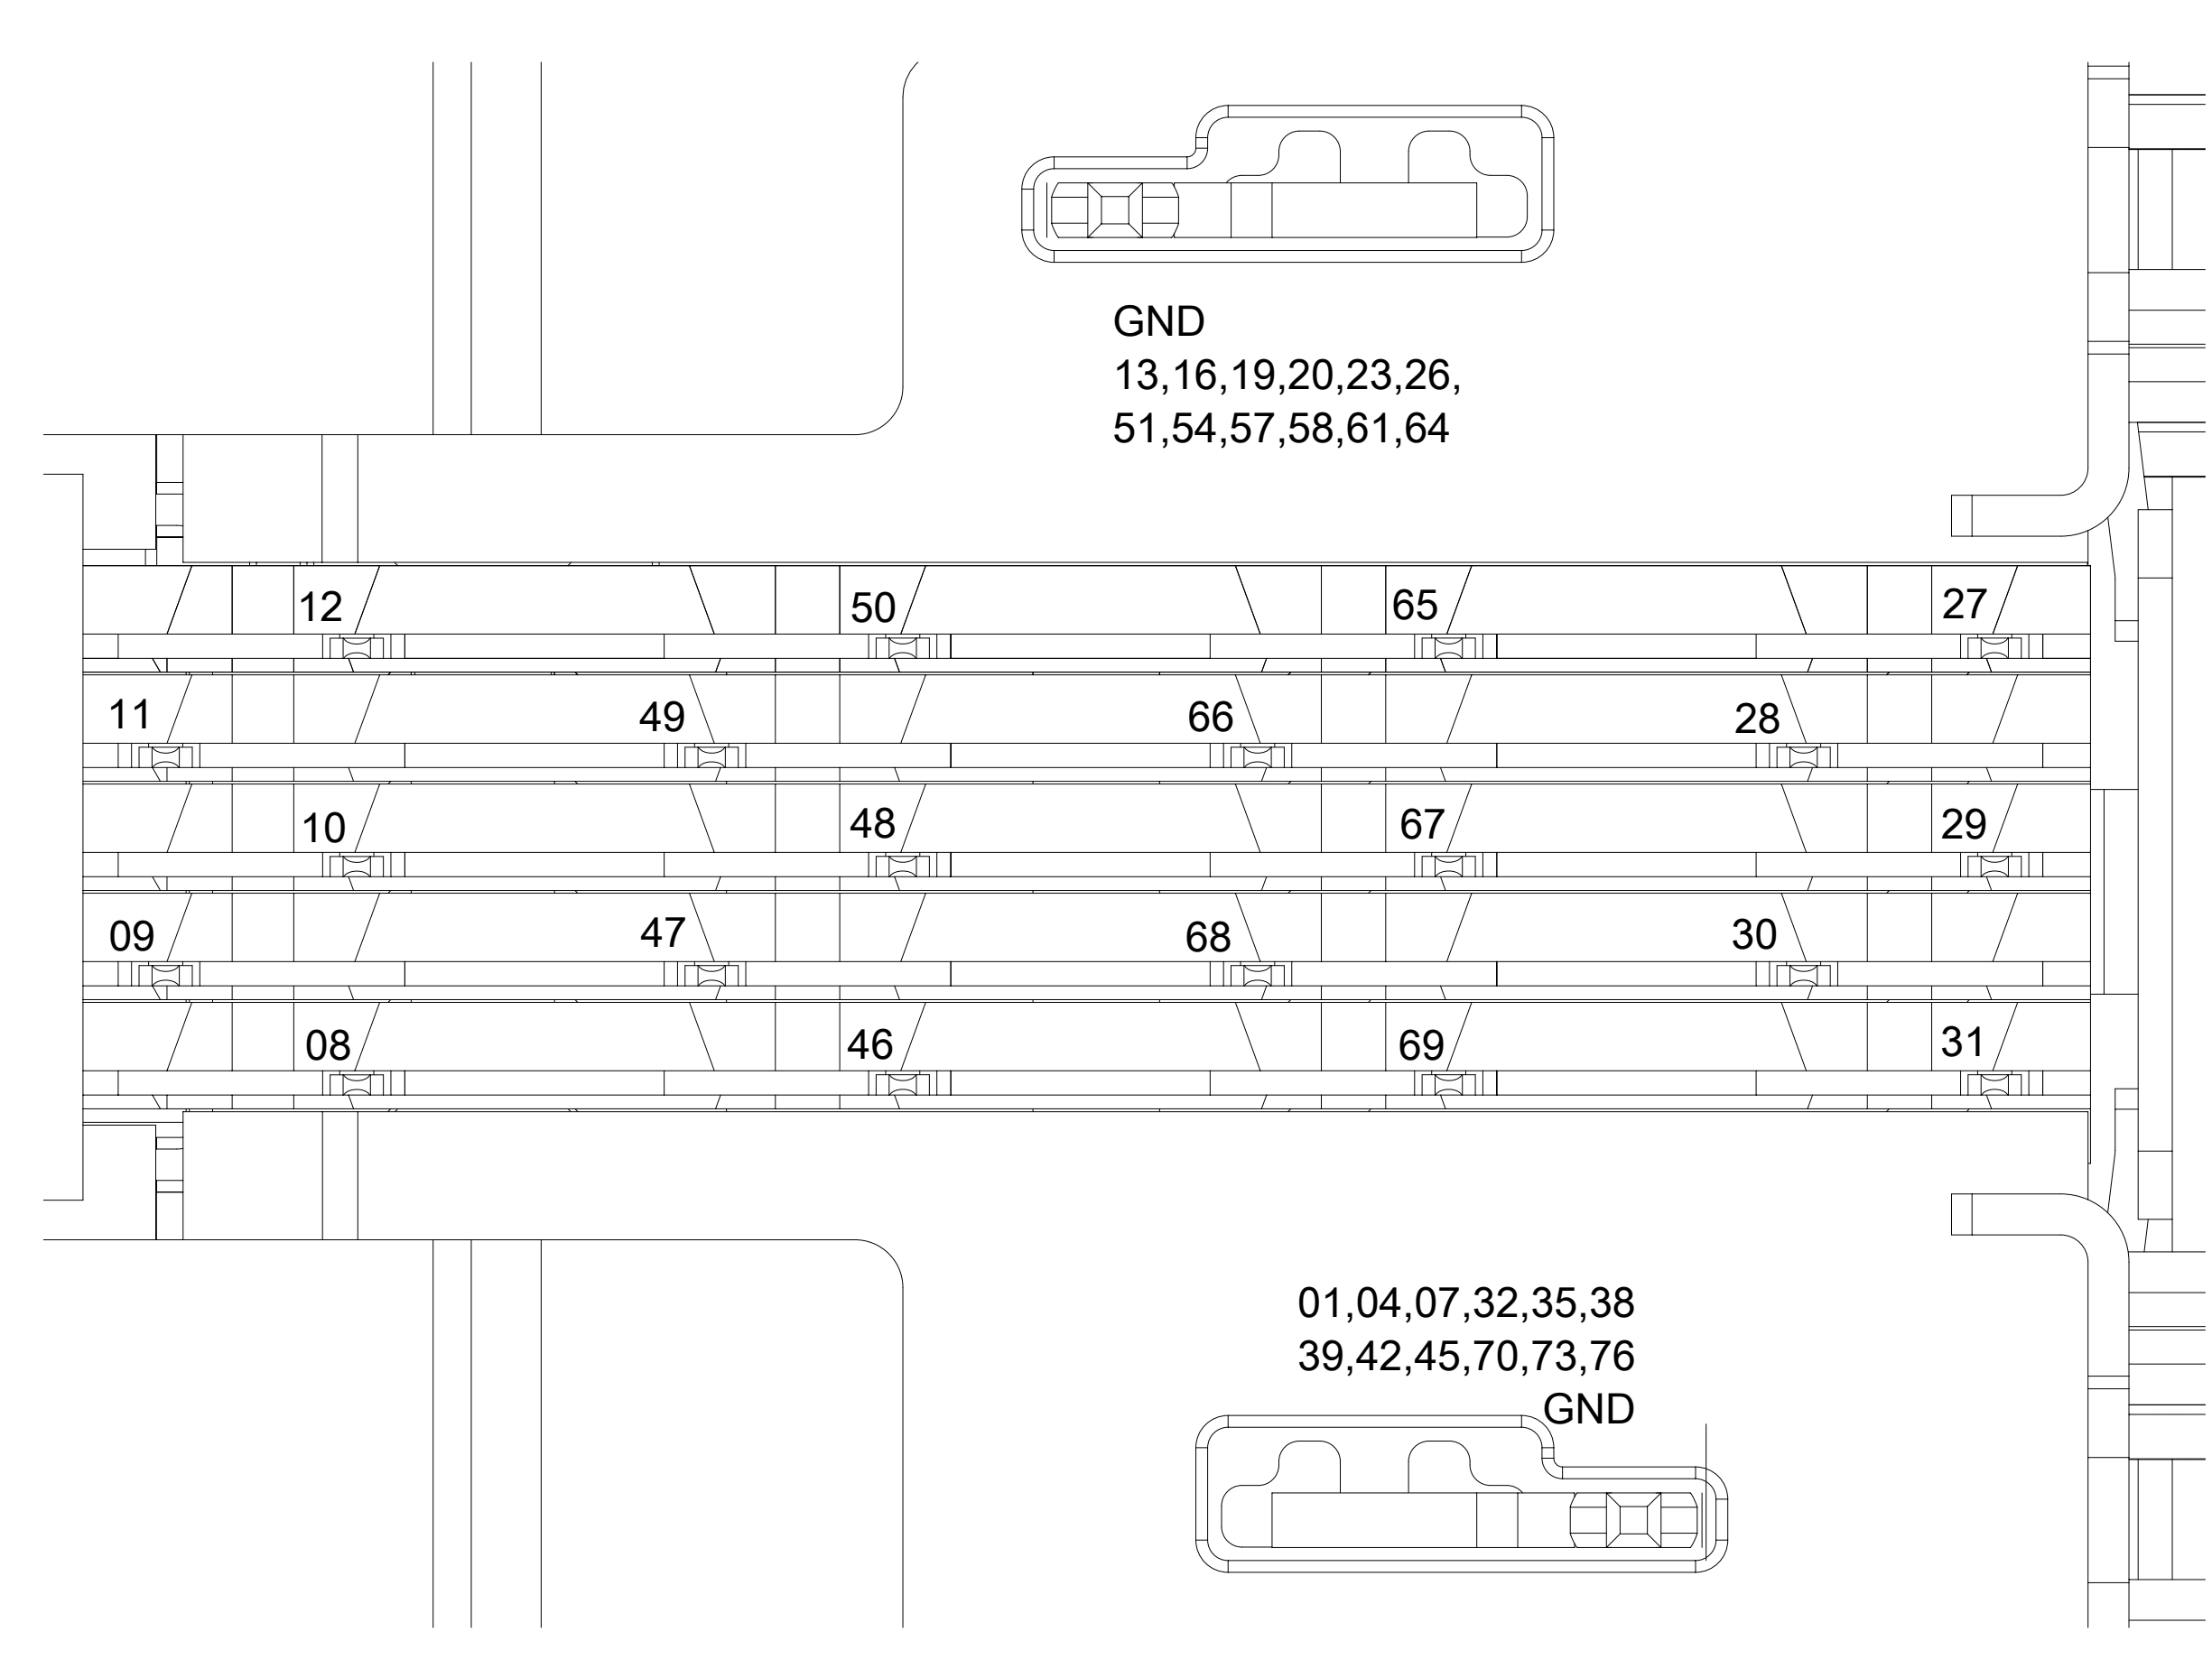 GND
13,16,19,20,23,26,
51,54,57,58,61,64
12 50 65 27
11 49 66 28
10 48 67 29
09 47 68 30
08 46 69 31
01,04,07,32,35,38
39,42,45,70,73,76
GND